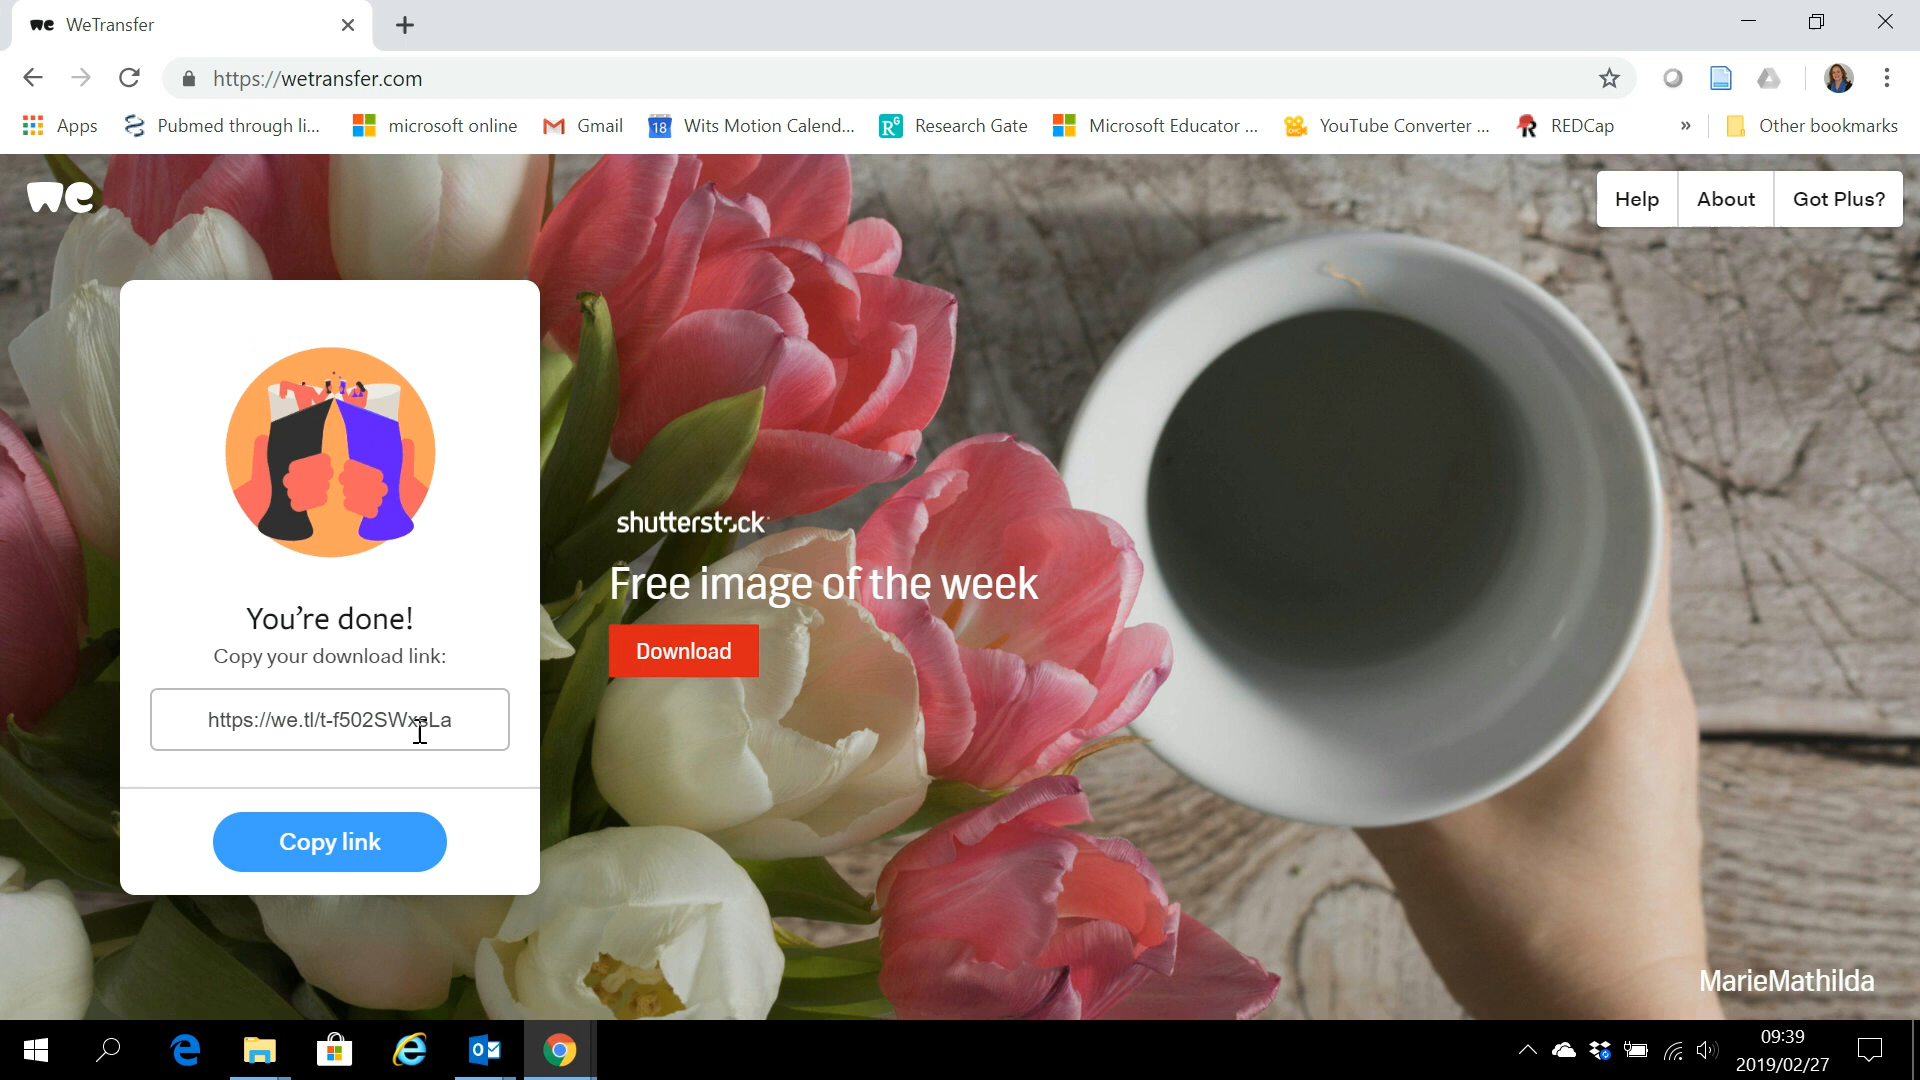 WeTransfer
https://wetransfer.com
Apps
Pubmed through li...
microsoft online
Gmail
18
Wits Motion Calend...
Research Gate
Microsoft Educator ...
YouTube Converter ...
REDCap
»
Other bookmarks
we
Help
About
Got Plus?
shutterstock
Free image of the week
Download
You're done!
Copy your download link:
Copy link
MarieMathilda
09:39
2019/02/27